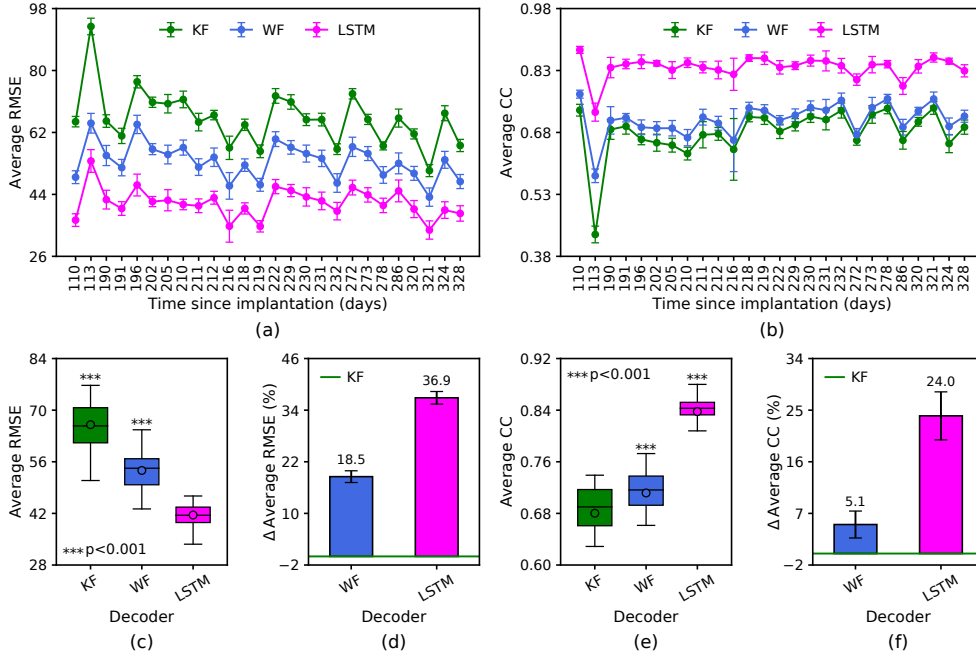 98
80
62
44
26
Average RMSE
KF WF LSTM
110 113 190 191 196 202 205 210 211 212 216 218 219 222 229 230 231 232 272 273 278 286 320 321 324 328
Time since implantation (days)
(a)
0.98
0.83
0.68
0.53
0.38
Average CC
KF WF LSTM
110 113 190 191 196 202 205 210 211 212 216 218 219 222 229 230 231 232 272 273 278 286 320 321 324 328
Time since implantation (days)
(b)
84
70
56
42
28
Average RMSE
***
***
***p<0.001
KF WF LSTM
Decoder
(c)
46
34
22
10
−2
Δ Average RMSE (%)
KF
18.5
36.9
WF LSTM
Decoder
(d)
0.92
0.84
0.76
0.68
0.60
Average CC
***p<0.001
***
***
KF WF LSTM
Decoder
(e)
34
25
16
7
−2
Δ Average CC (%)
KF
5.1
24.0
WF LSTM
Decoder
(f)